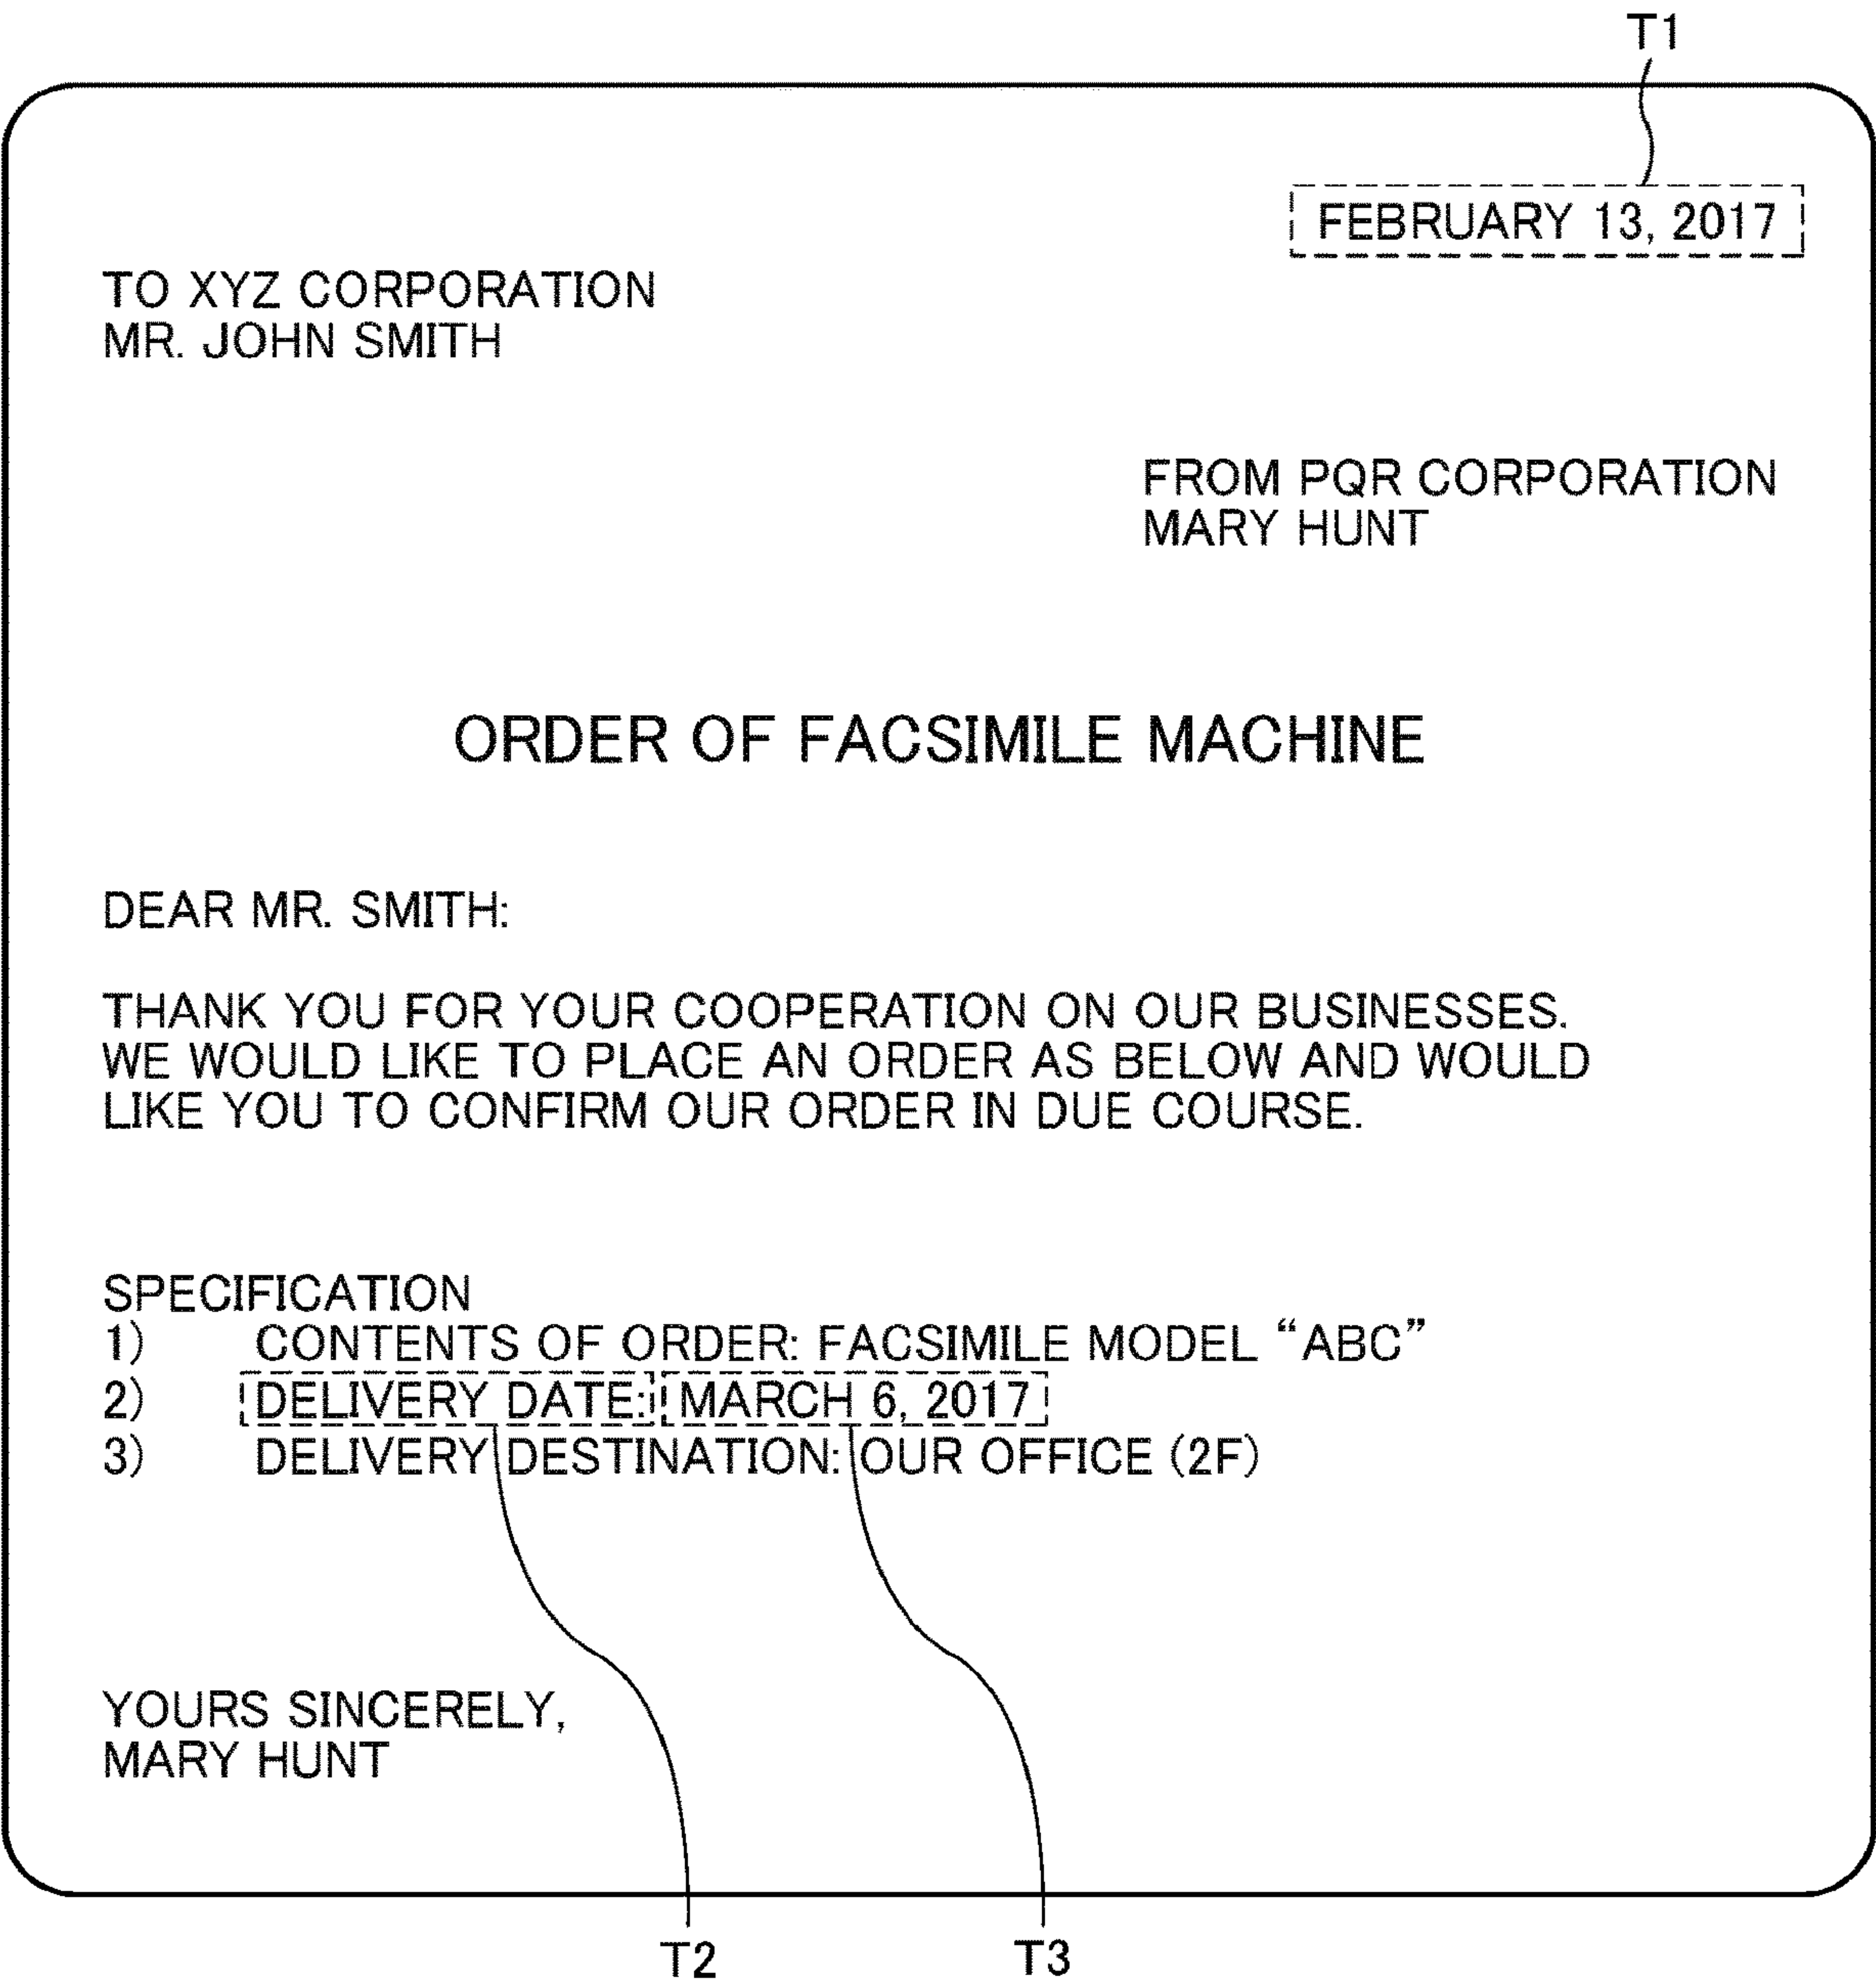 T1
FEBRUARY 13, 2017
TO XYZ CORPORATION
MR. JOHN SMITH
FROM PQR CORPORATION
MARY HUNT
ORDER OF FACSIMILE MACHINE
DEAR MR. SMITH:
THANK YOU FOR YOUR COOPERATION ON OUR BUSINESSES.
WE WOULD LIKE TO PLACE AN ORDER AS BELOW AND WOULD
LIKE YOU TO CONFIRM OUR ORDER IN DUE COURSE.
SPECIFICATION
1) CONTENTS OF ORDER: FACSIMILE MODEL “ABC”
2) DELIVERY DATE: MARCH 6, 2017
3) DELIVERY DESTINATION: OUR OFFICE (2F)
YOURS SINCERELY,
MARY HUNT
T2 T3